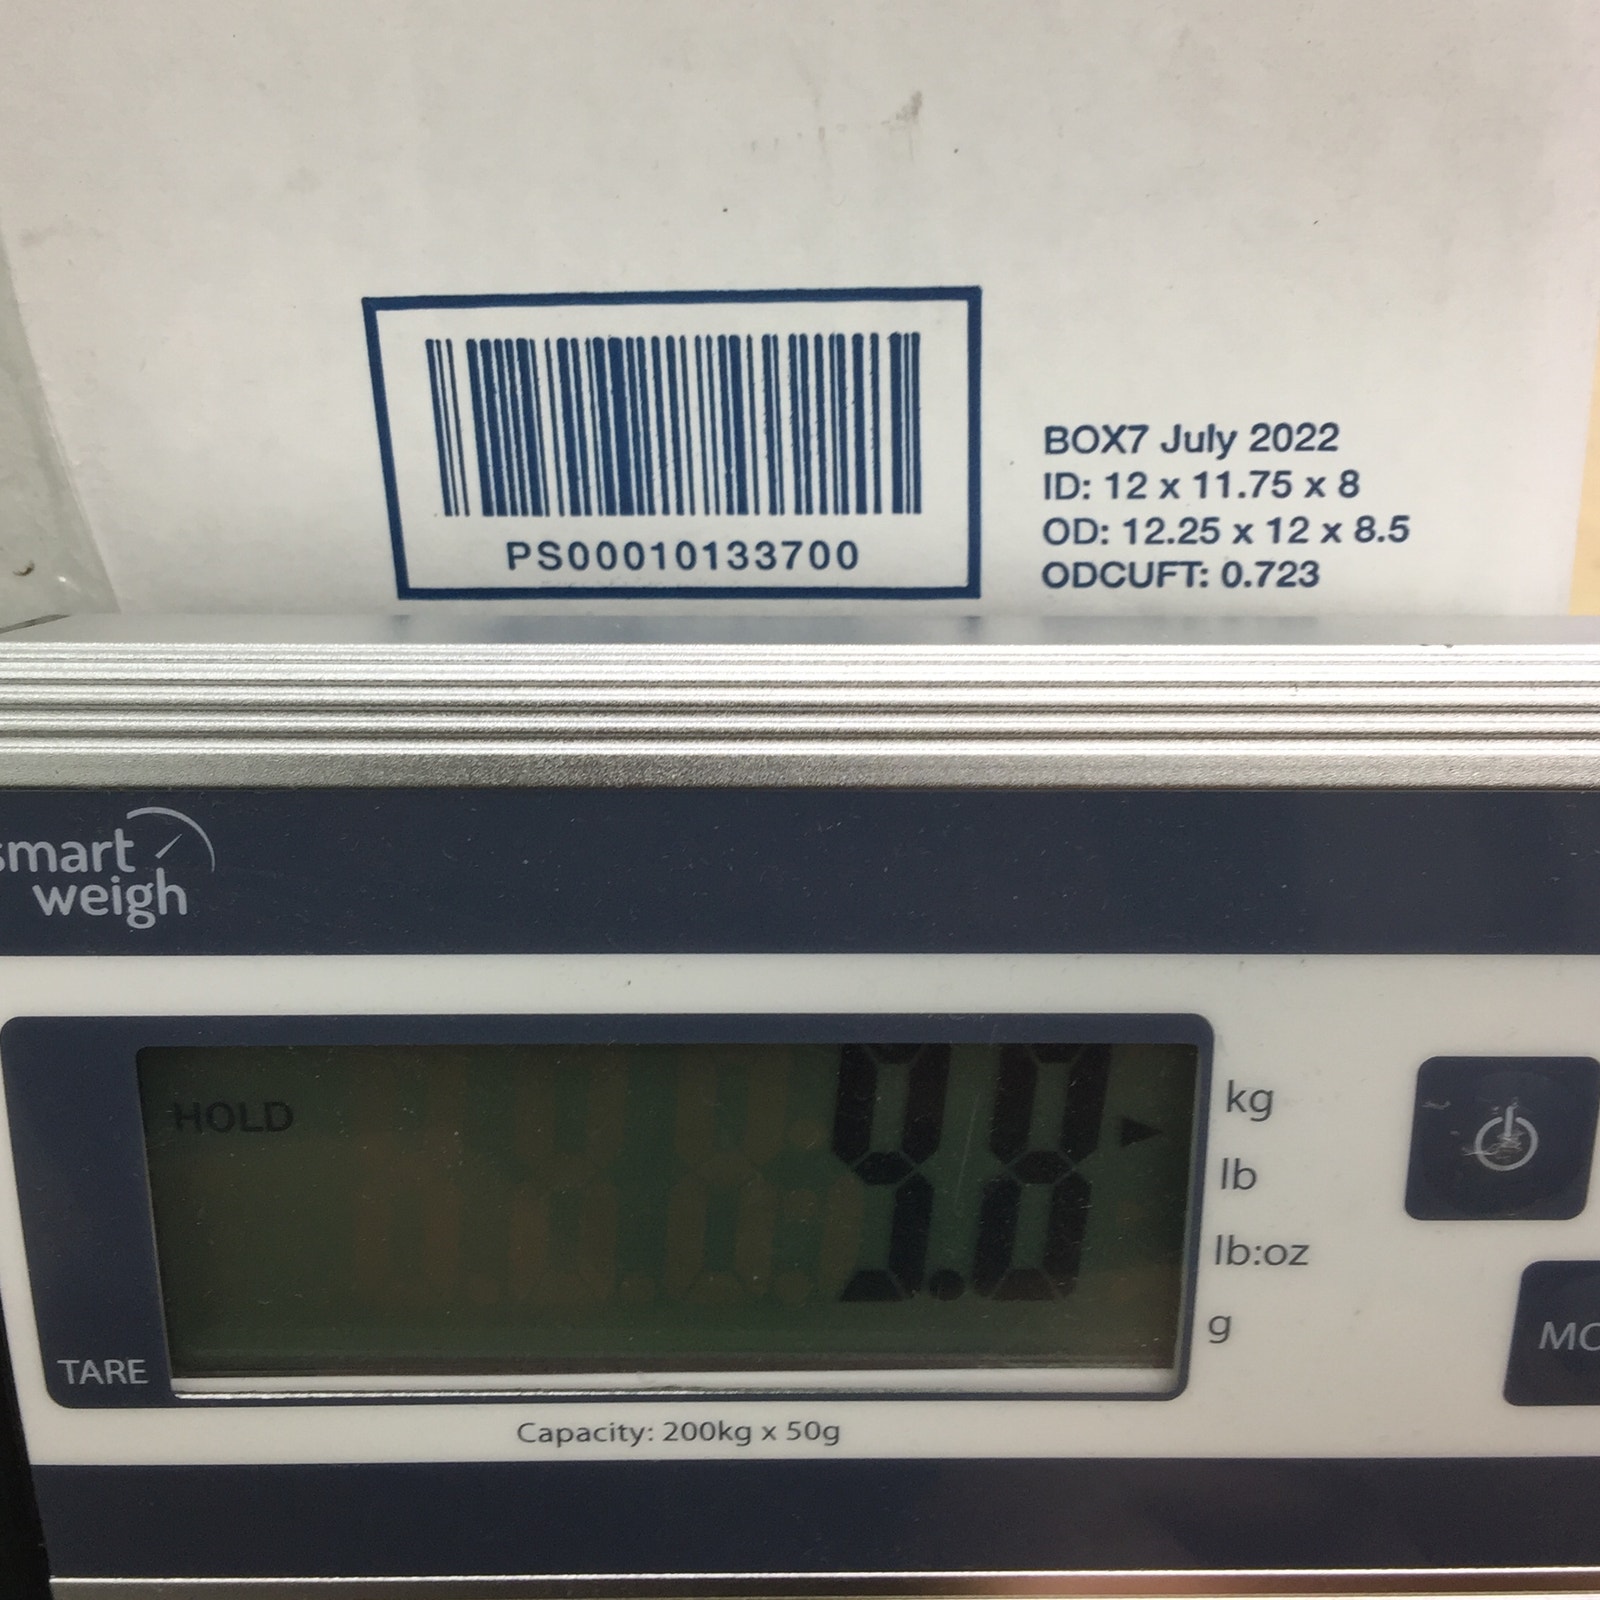 PS00010133700
BOX7 July 2022
ID: 12 x 11.75 x 8
OD: 12.25 x 12 x 8.5
ODCUFT: 0.723
smart
weigh
HOLD
9.8
kg
lb
lb:oz
g
TARE
Capacity: 200kg x 50g